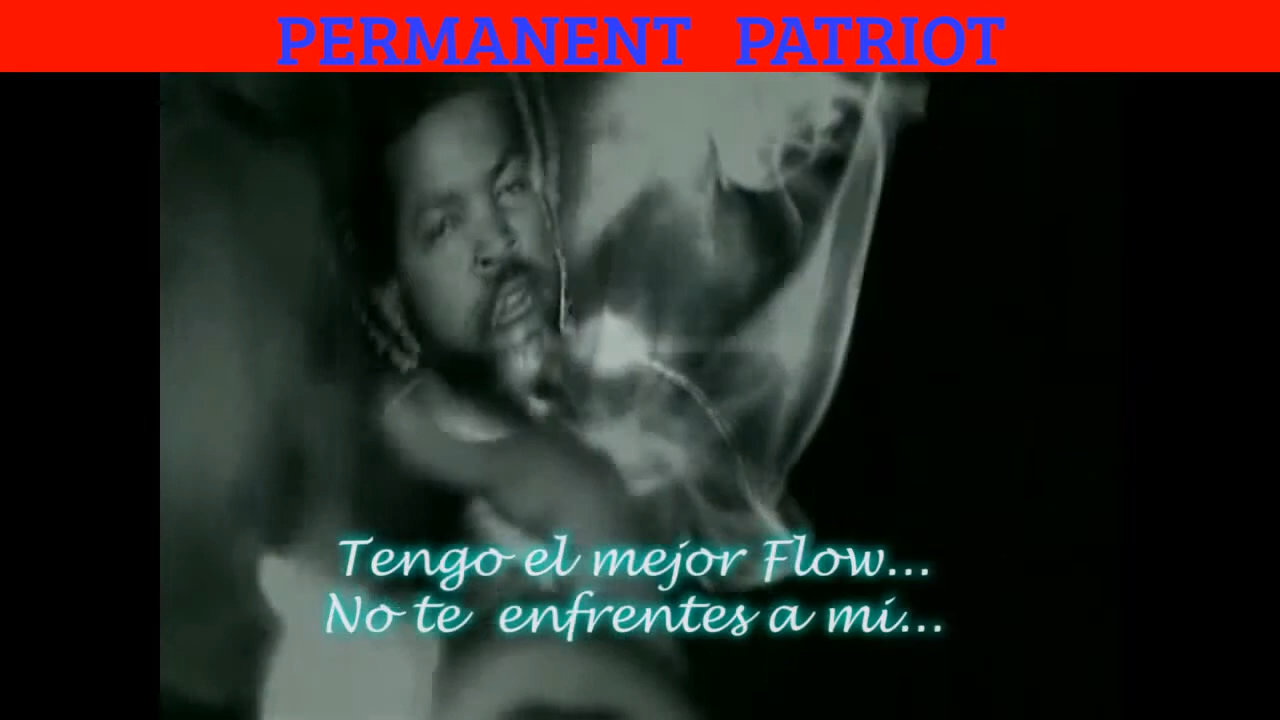 PERMANENT PATRIOT
Tengo el mejor Flow...
No te enfrentes a mi...